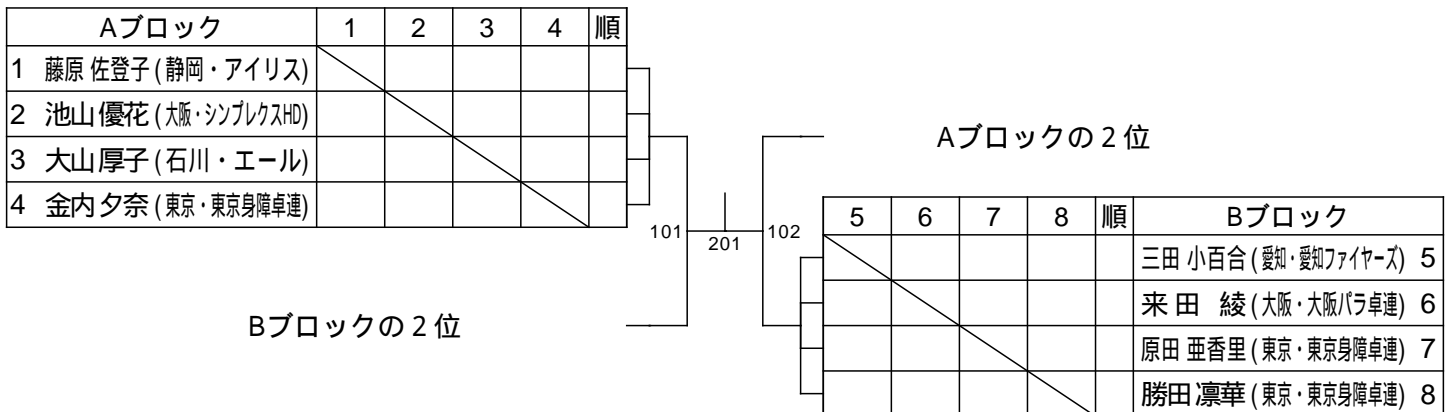 Aブロック 1 2 3 4 順
1 藤原 佐登子 (静岡・アイリス)
2 池山 優花 (大阪・シンプレクスHD)
3 大山 厚子 (石川・エール)
4 金内 夕奈 (東京・東京身障卓連)
Aブロックの2位
101 201 102
Bブロックの2位
5 6 7 8 順 Bブロック
三田 小百合 (愛知・愛知ファイヤーズ) 5
来田 綾 (大阪・大阪パラ卓連) 6
原田 亜香里 (東京・東京身障卓連) 7
勝田 凛華 (東京・東京身障卓連) 8